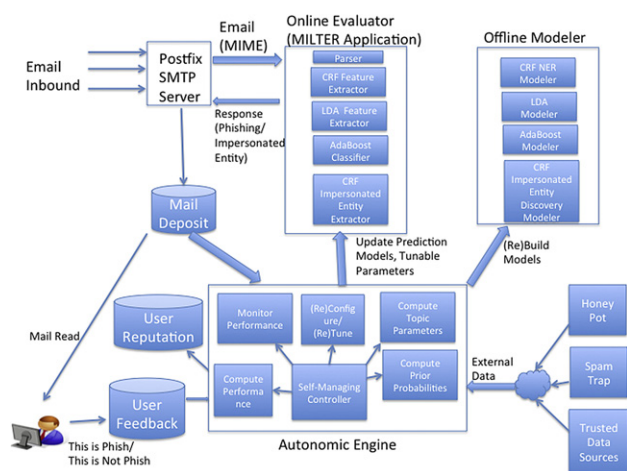 Email
Inbound
Postfix
SMTP
Server
Email
(MIME)
Response
(Phishing/
Impersonated
Entity)
Online Evaluator
(MILTER Application)
Parser
CRF Feature
Extractor
LDA Feature
Extractor
AdaBoost
Classifier
CRF
Impersonated
Entity
Extractor
Offline Modeler
CRF NER
Modeler
LDA
Modeler
AdaBoost
Modeler
CRF
Impersonated
Entity
Discovery
Modeler
Mail
Deposit
Update Prediction
Models, Tunable
Parameters
(Re)Build
Models
Mail Read
User
Reputation
User
Feedback
This is Phish/
This is Not Phish
Monitor
Performance
(Re)Config
ure/
(Re)Tune
Compute
Topic
Parameters
Compute
Performa
nce
Self-Managing
Controller
Compute
Prior
Probabilities
Autonomic Engine
External
Data
Honey
Pot
Spam
Trap
Trusted
Data
Sources